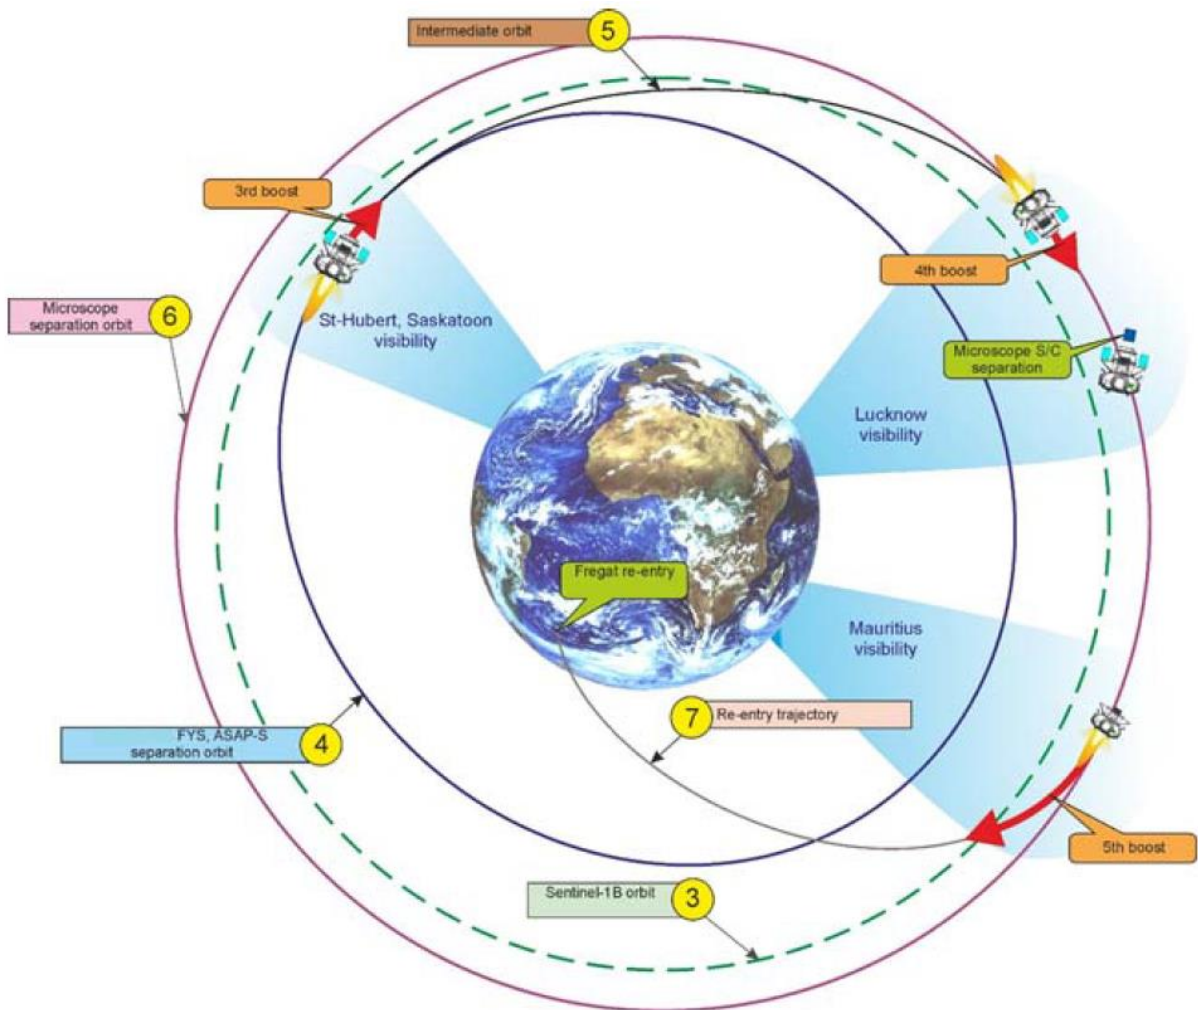 Intermediate orbit
5
3rd boost
4th boost
Microscope
separation orbit
6
St-Hubert, Saskatoon
visibility
Microscope S/C
separation
Lucknow
visibility
Fregat re-entry
Mauritius
visibility
7
Re-entry trajectory
FYS, ASAP-S
separation orbit
4
5th boost
Sentinel-1B orbit
3